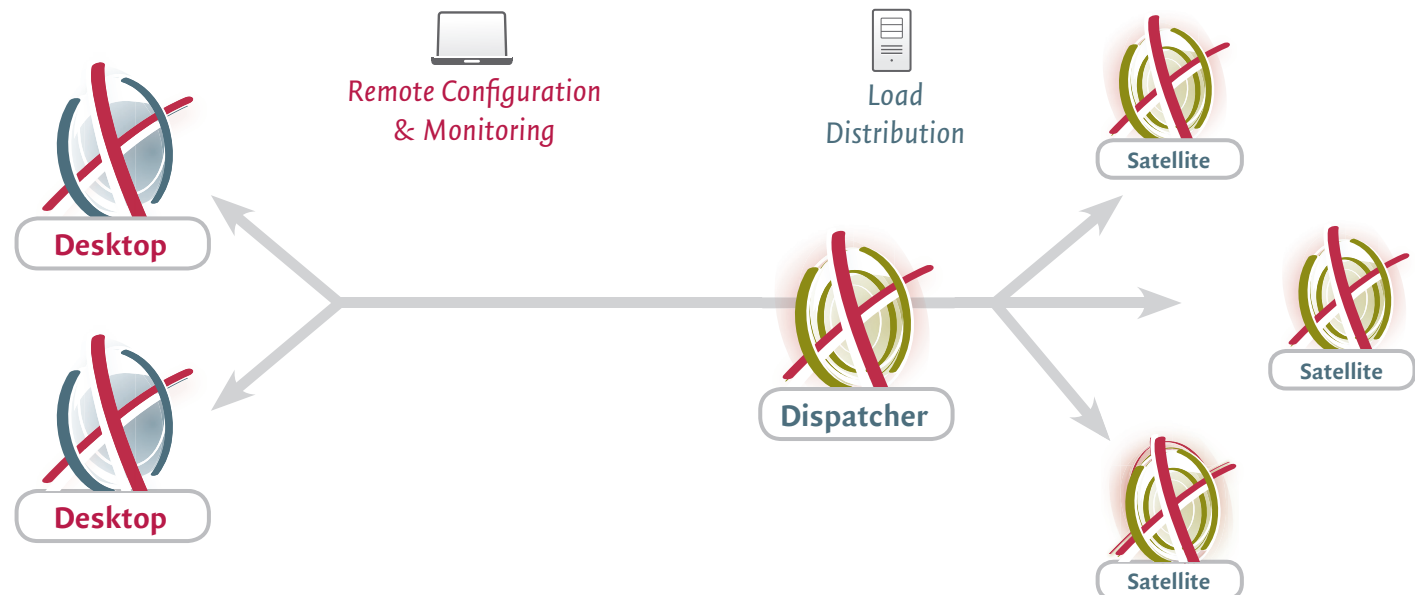 Remote Configuration
& Monitoring
Load
Distribution
Satellite
Desktop
Satellite
Dispatcher
Desktop
Satellite